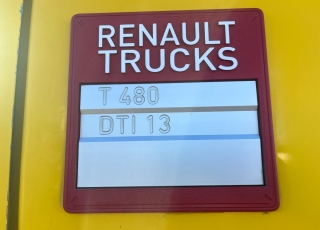 RENAULT
TRUCKS
T 480
DTI 13